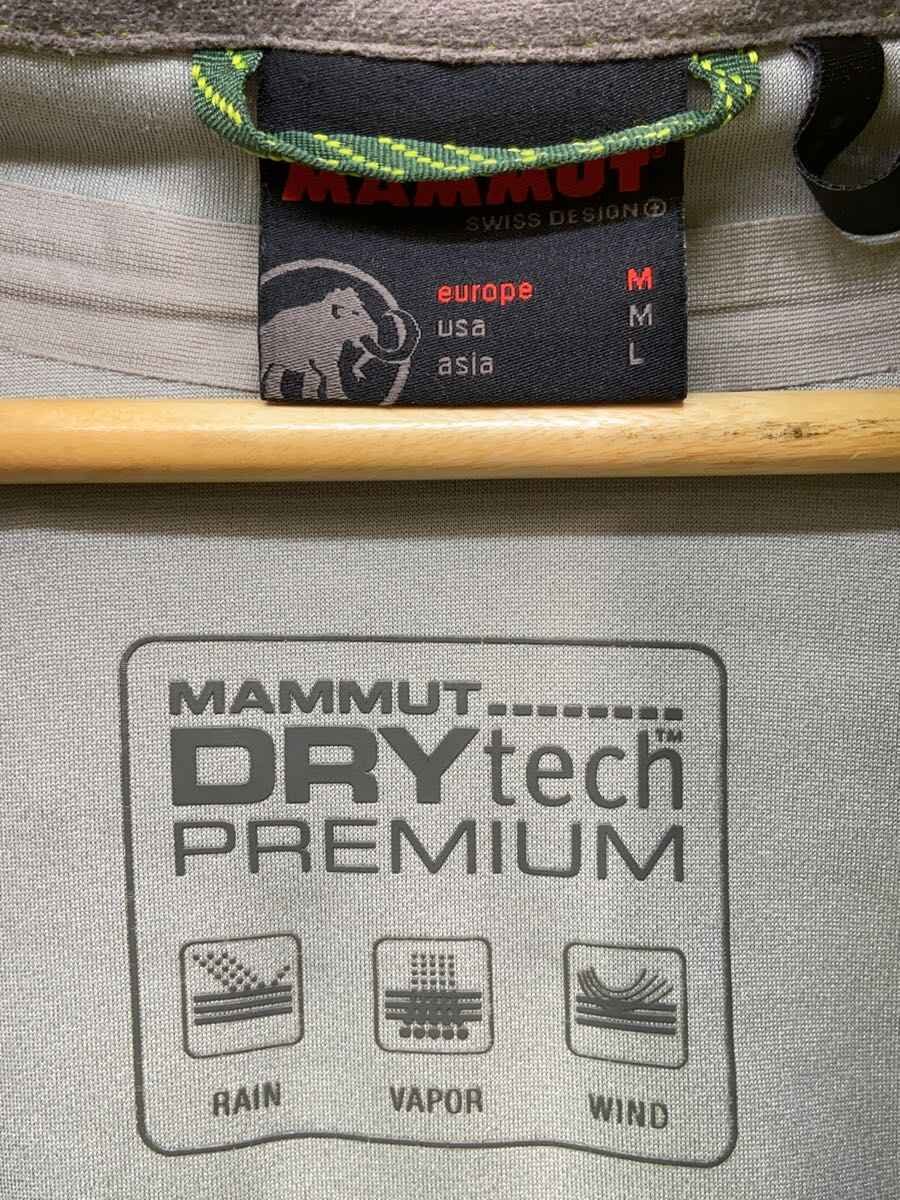 MAMMUT
SWISS DESIGN
europe M
usa M
asia L
MAMMUT
DRYtech™
PREMIUM
RAIN VAPOR WIND